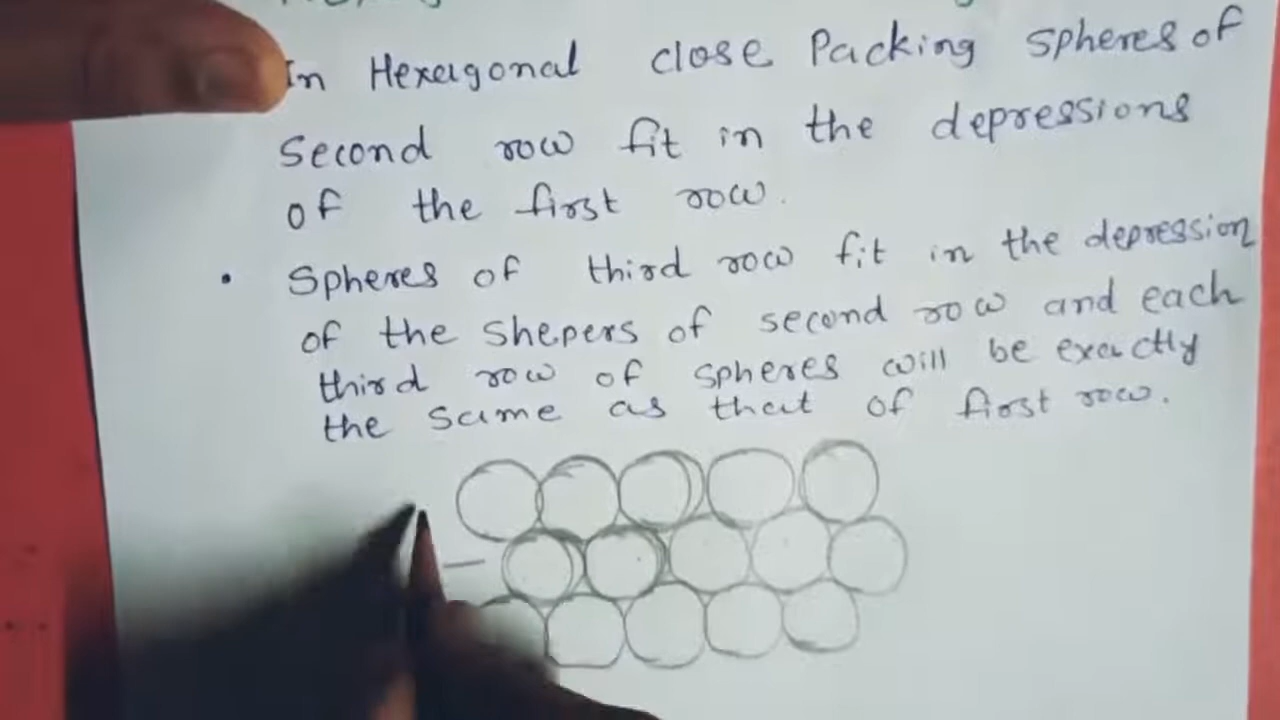 In Hexagonal close Packing spheres of
Second row fit in the depressions
of the first row.
• Spheres of third row fit in the depression
of the shepers of second row and each
third row of spheres will be exactly
the same as that of first row.